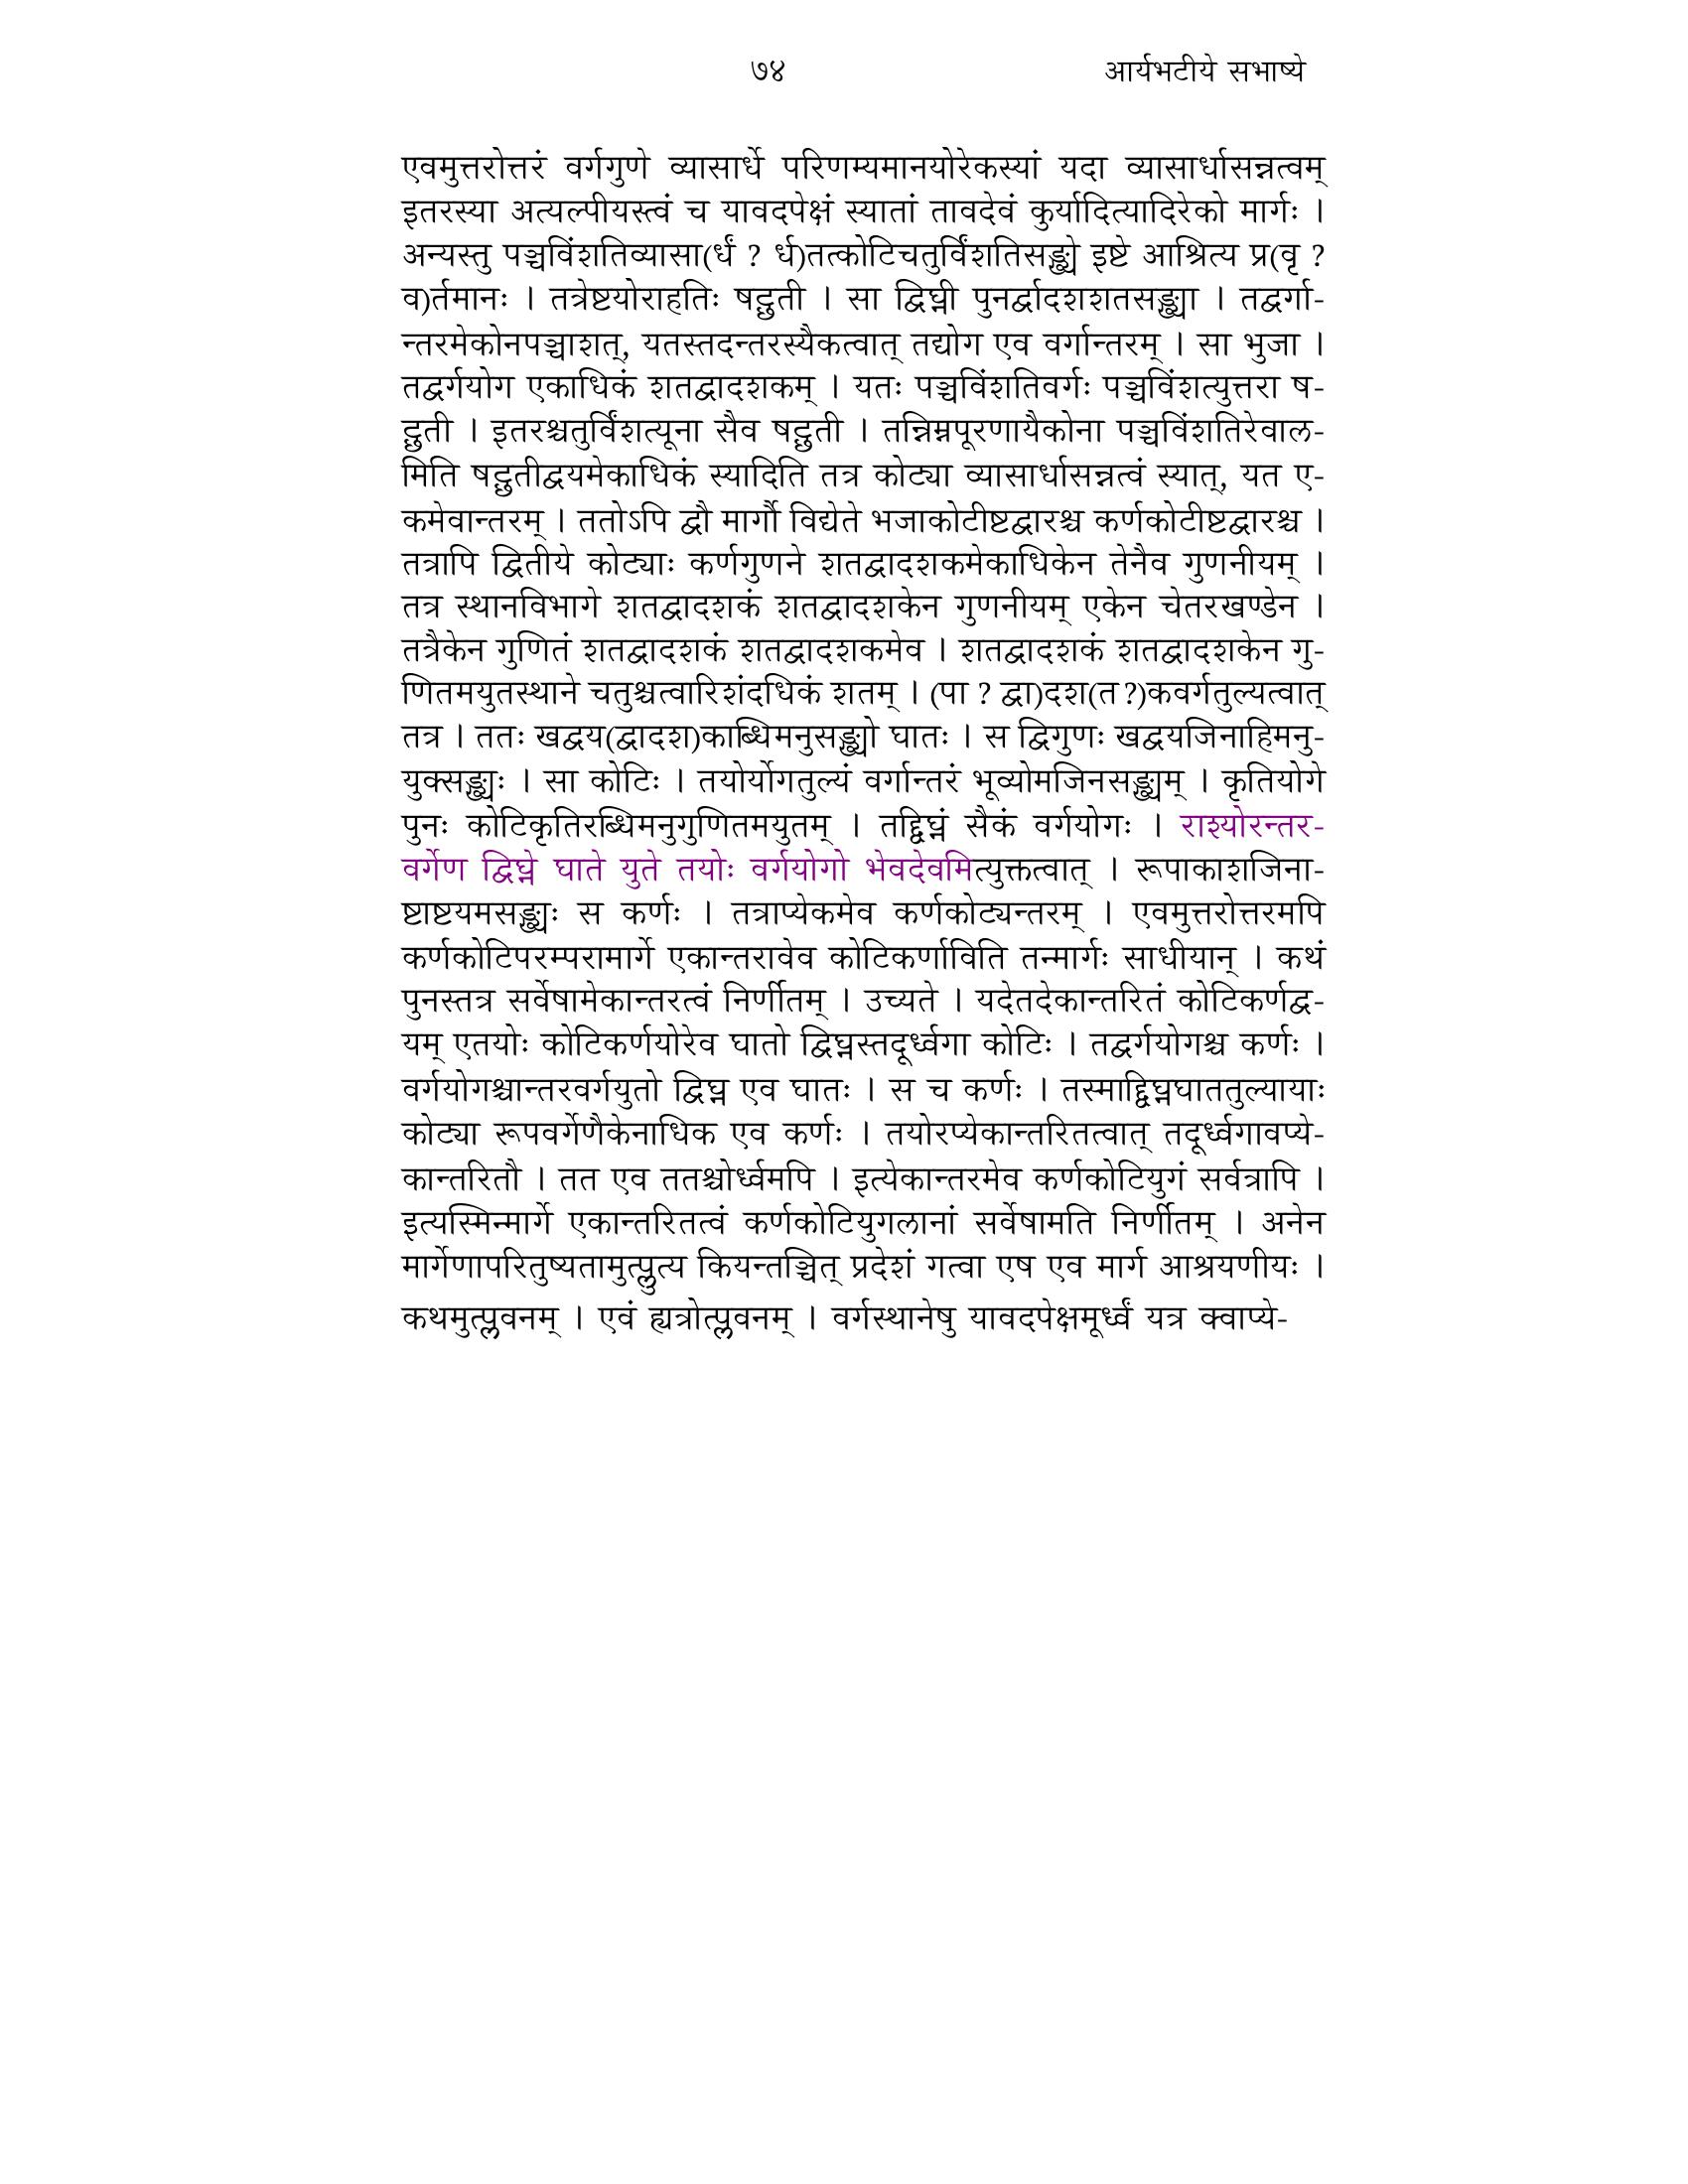 ७४ आर्यभटीये सभाष्ये
एवमुत्तरोत्तरं वर्गगुणे व्यासार्धे परिणम्यमानयोरेकस्यां यदा व्यासार्धासन्नत्वम्
इतरस्या अत्यल्पीयस्त्वं च यावदपेक्षं स्यातां तावदेवं कुर्यादित्यादिरेको मार्गः ।
अन्यस्तु पञ्चविंशतिव्यासा(र्धं ? र्ध)तत्कोटिचतुर्विंशतिसङ्ख्ये इष्टे आश्रित्य प्र(वृ ?
व)र्तमानः । तत्रेष्टयोराहतिः षट्छती । सा द्विघ्नी पुनर्द्वादशशतसङ्ख्या । तद्वर्गा-
न्तरमेकोनपञ्चाशत्, यतस्तदन्तरस्यैकत्वात् तद्योग एव वर्गान्तरम् । सा भुजा ।
तद्वर्गयोग एकाधिकं शतद्वादशकम् । यतः पञ्चविंशतिवर्गः पञ्चविंशत्युत्तरा ष-
ट्छती । इतरश्चतुर्विंशत्यूना सैव षट्छती । तन्निम्नपूरणायैकोना पञ्चविंशतिरेवाल-
मिति षट्छतीद्वयमेकाधिकं स्यादिति तत्र कोट्या व्यासार्धासन्नत्वं स्यात्, यत ए-
कमेवान्तरम् । ततोऽपि द्वौ मार्गौ विद्येते भजाकोटीष्टद्वारश्च कर्णकोटीष्टद्वारश्च ।
तत्रापि द्वितीये कोट्याः कर्णगुणने शतद्वादशकमेकाधिकेन तेनैव गुणनीयम् ।
तत्र स्थानविभागे शतद्वादशकं शतद्वादशकेन गुणनीयम् एकेन चेतरखण्डेन ।
तत्रैकेन गुणितं शतद्वादशकं शतद्वादशकमेव । शतद्वादशकं शतद्वादशकेन गु-
णितमयुतस्थाने चतुश्चत्वारिशंदधिकं शतम् । (पा ? द्वा)दश(त ?)कवर्गतुल्यत्वात्
तत्र । ततः खद्वय(द्वादश)काब्धिमनुसङ्ख्यो घातः । स द्विगुणः खद्वयजिनाहिमनु-
युक्सङ्ख्यः । सा कोटिः । तयोर्योगतुल्यं वर्गान्तरं भूव्योमजिनसङ्ख्यम् । कृतियोगे
पुनः कोटिकृतिरब्धिमनुगुणितमयुतम् । तद्द्विघ्नं सैकं वर्गयोगः । राश्योरन्तर-
वर्गेण द्विघ्ने घाते युते तयोः वर्गयोगो भेवदेवमित्युक्तत्वात् । रूपाकाशजिना-
ष्टाष्टयमसङ्ख्यः स कर्णः । तत्राप्येकमेव कर्णकोट्यन्तरम् । एवमुत्तरोत्तरमपि
कर्णकोटिपरम्परामार्गे एकान्तरावेव कोटिकर्णाविति तन्मार्गः साधीयान् । कथं
पुनस्तत्र सर्वेषामेकान्तरत्वं निर्णीतम् । उच्यते । यदेतदेकान्तरितं कोटिकर्णद्व-
यम् एतयोः कोटिकर्णयोरेव घातो द्विघ्नस्तदूर्ध्वगा कोटिः । तद्वर्गयोगश्च कर्णः ।
वर्गयोगश्चान्तरवर्गयुतो द्विघ्न एव घातः । स च कर्णः । तस्माद्द्विघ्नघाततुल्यायाः
कोट्या रूपवर्गेणैकेनाधिक एव कर्णः । तयोरप्येकान्तरितत्वात् तदूर्ध्वगावप्ये-
कान्तरितौ । तत एव ततश्चोर्ध्वमपि । इत्येकान्तरमेव कर्णकोटियुगं सर्वत्रापि ।
इत्यस्मिन्मार्गे एकान्तरितत्वं कर्णकोटियुगलानां सर्वेषामति निर्णीतम् । अनेन
मार्गेणापरितुष्यतामुत्प्लुत्य कियन्तञ्चित् प्रदेशं गत्वा एष एव मार्ग आश्रयणीयः ।
कथमुत्प्लवनम् । एवं ह्यत्रोत्प्लवनम् । वर्गस्थानेषु यावदपेक्षमूर्ध्वं यत्र क्वाप्ये-